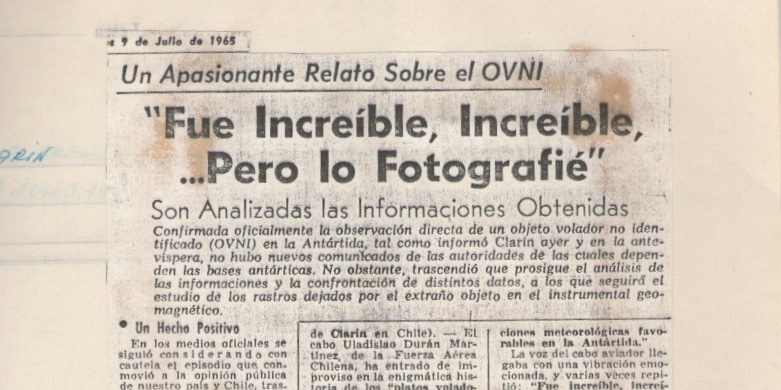 9 de Julio de 1965
Un Apasionante Relato Sobre el OVNI
"Fue Increíble, Increíble,
...Pero lo Fotografié"
Son Analizadas las Informaciones Obtenidas
Confirmada oficialmente la observación directa de un objeto volador no iden-
tificado (OVNI) en la Antártida, tal como informó Clarín ayer y en la ante-
víspera, no hubo nuevos comunicados de las autoridades de las cuales depen-
den las bases antárticas. No obstante, trascendió que prosigue el análisis de
las informaciones y la confrontación de distintos datos, a los que seguirá el
estudio de los rastros dejados por el extraño objeto en el instrumental geo-
magnético.
• Un Hecho Positivo
En los medios oficiales se
siguió considerando con
cautela el episodio que con-
movió a la opinión pública
de nuestro país y Chile, tras-
de Clarín en Chile). — El
cabo Uladislao Durán Mar-
tínez, de la Fuerza Aérea
Chilena, ha entrado de im-
proviso en la enigmática his-
toria de los "platos volado-
ciones meteorológicas favo-
rables en la Antártida."
La voz del cabo aviador lle-
gaba con una vibración emo-
cionada, y varias veces repi-
tió: "Fue Increíble, increí-
ARIN